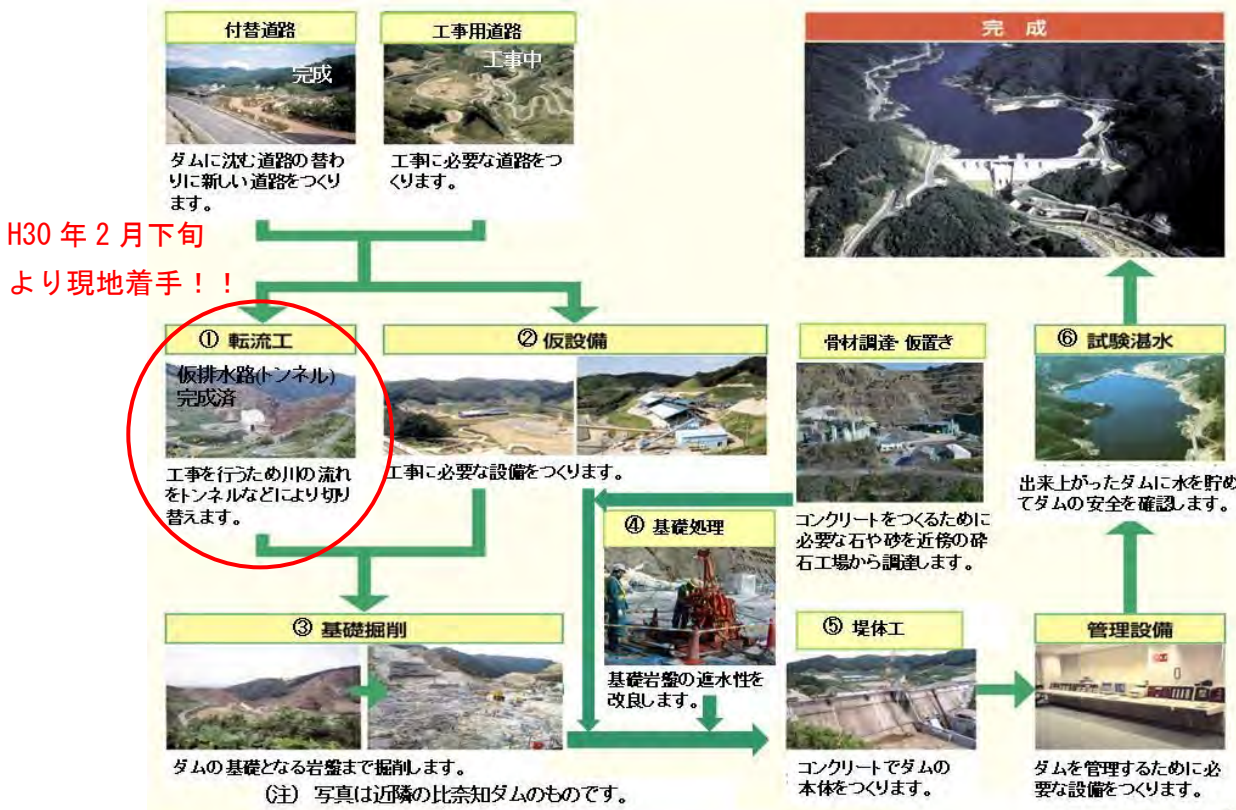 付替道路
完成
ダムに沈む道路の替わ
りに新しい道路をつくり
ます。
工事用道路
工事中
工事に必要な道路をつ
くります。
完 成
H30 年 2 月下旬
より現地着手！！
① 転流工
仮排水路(トンネル)
完成済
工事を行うため川の流れ
をトンネルなどにより切り
替えます。
② 仮設備
工事に必要な設備をつくります。
骨材調達・仮置き
コンクリートをつくるために
必要な石や砂を近傍の砕
石工場から調達します。
⑥ 試験湛水
出来上がったダムに水を貯め
てダムの安全を確認します。
③ 基礎掘削
ダムの基礎となる岩盤まで掘削します。
④ 基礎処理
基礎岩盤の遮水性を
改良します。
⑤ 堤体工
コンクリートでダムの
本体をつくります。
管理設備
ダムを管理するために必
要な設備をつくります。
（注） 写真は近隣の比奈知ダムのものです。